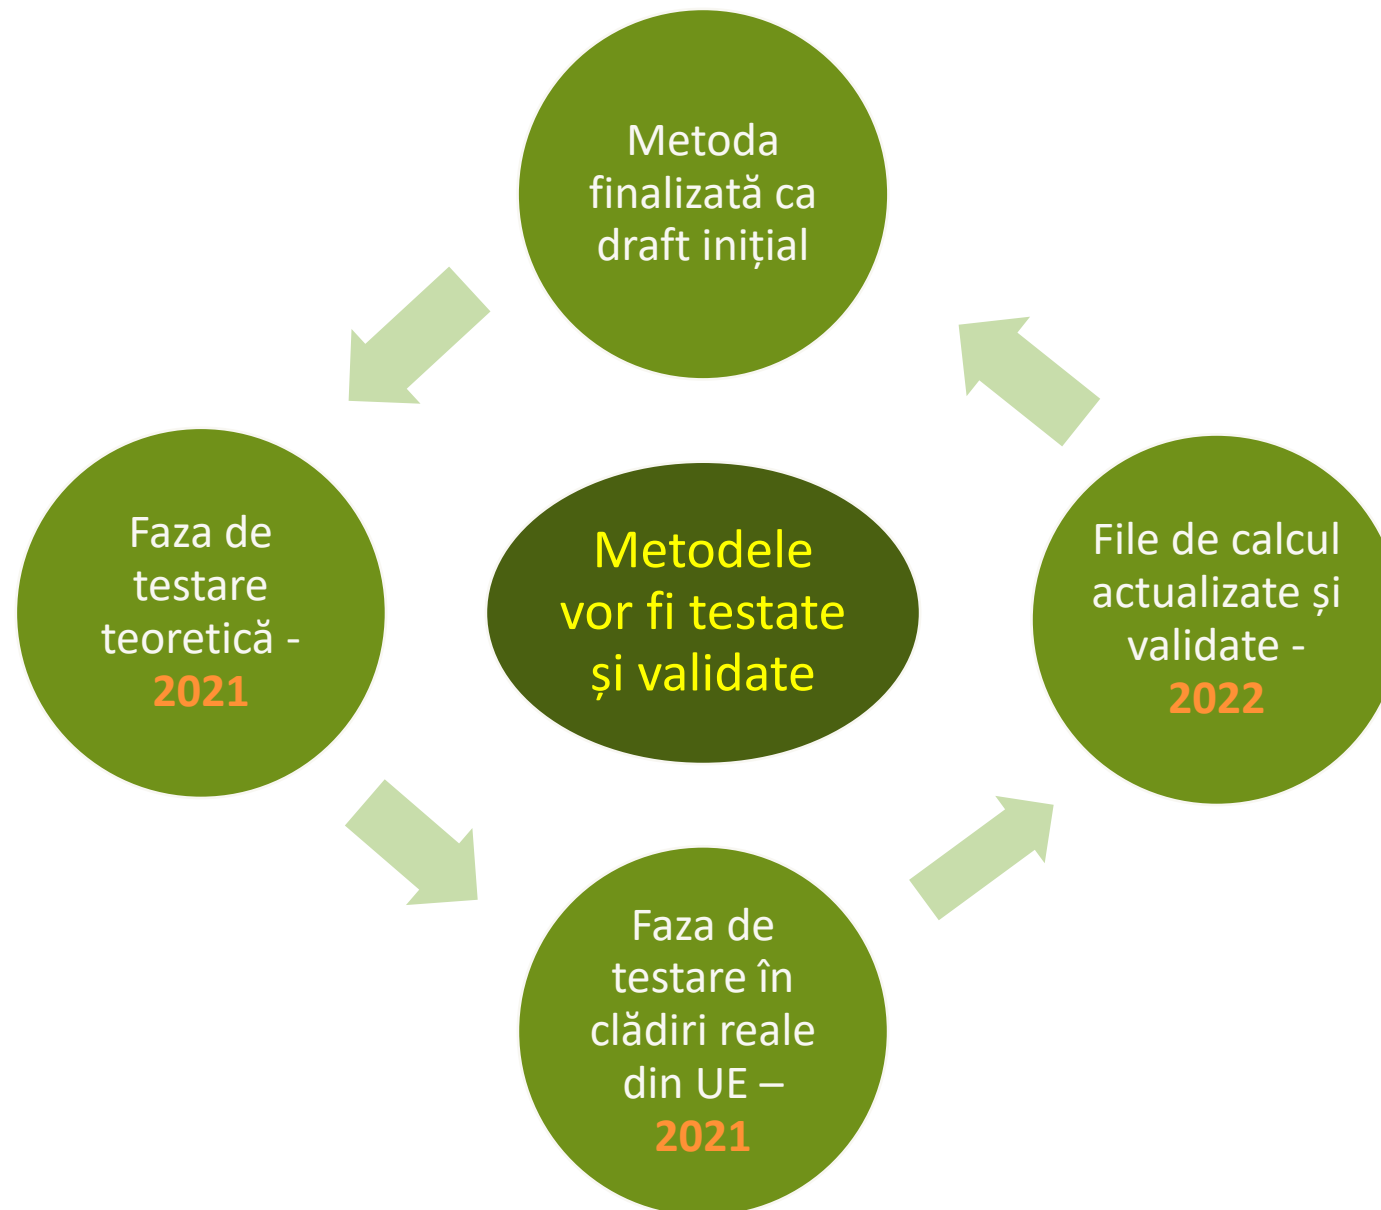 Metoda
finalizată ca
draft inițial
Faza de
testare
teoretică -
2021
Metodele
vor fi testate
și validate
File de calcul
actualizate și
validate -
2022
Faza de
testare în
clădiri reale
din UE –
2021